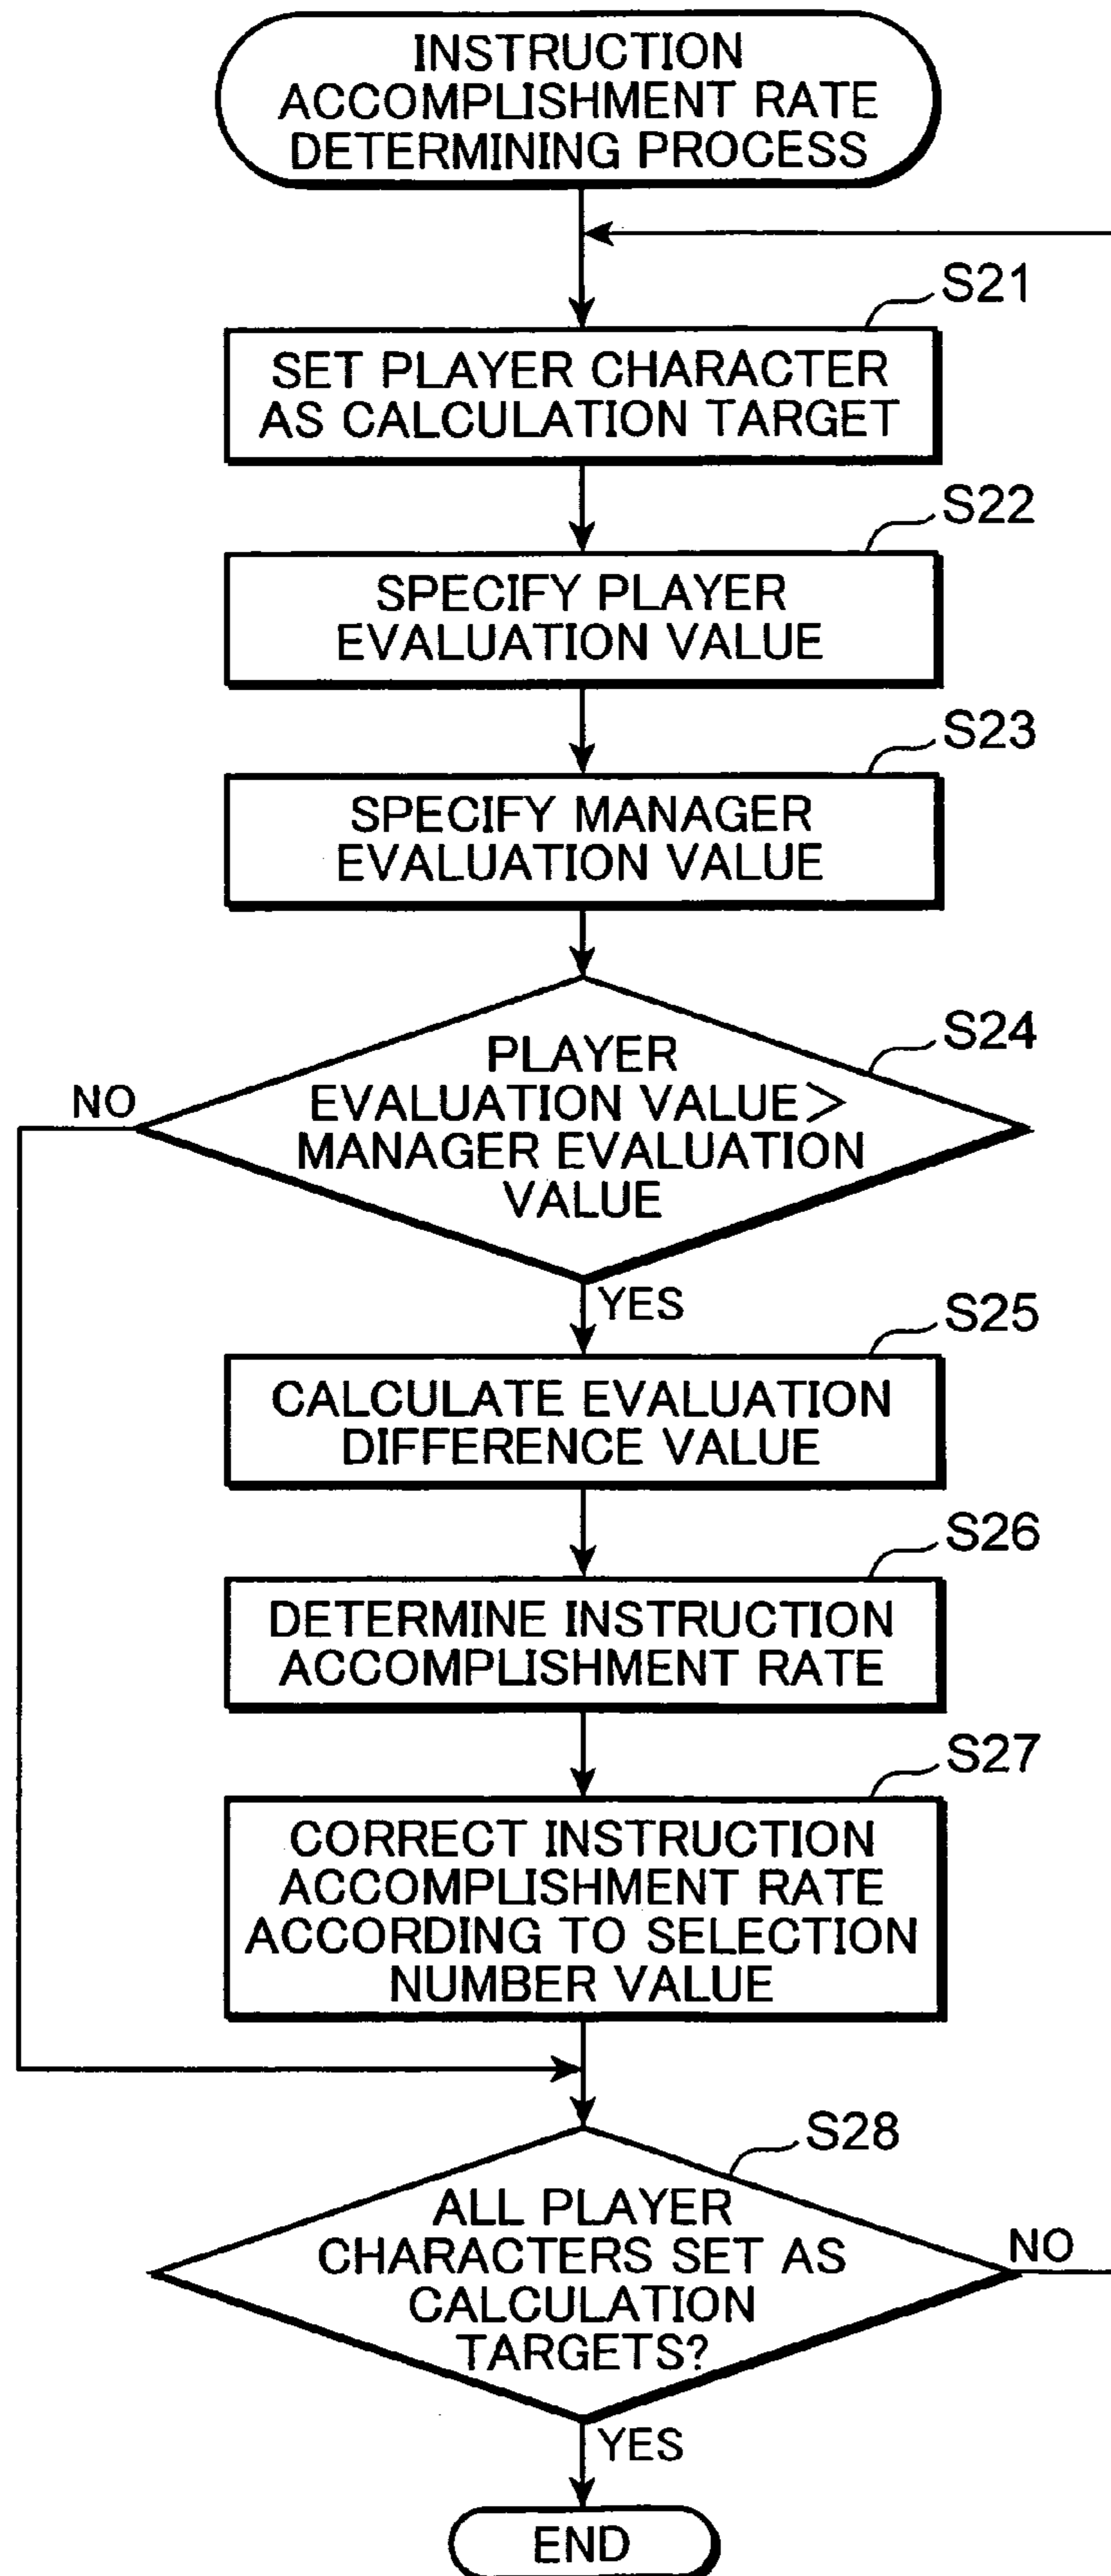 INSTRUCTION
ACCOMPLISHMENT RATE
DETERMINING PROCESS
S21
SET PLAYER CHARACTER
AS CALCULATION TARGET
S22
SPECIFY PLAYER
EVALUATION VALUE
S23
SPECIFY MANAGER
EVALUATION VALUE
S24
PLAYER
EVALUATION VALUE>
MANAGER EVALUATION
VALUE
NO
YES
S25
CALCULATE EVALUATION
DIFFERENCE VALUE
S26
DETERMINE INSTRUCTION
ACCOMPLISHMENT RATE
S27
CORRECT INSTRUCTION
ACCOMPLISHMENT RATE
ACCORDING TO SELECTION
NUMBER VALUE
S28
ALL PLAYER
CHARACTERS SET AS
CALCULATION
TARGETS?
NO
YES
END